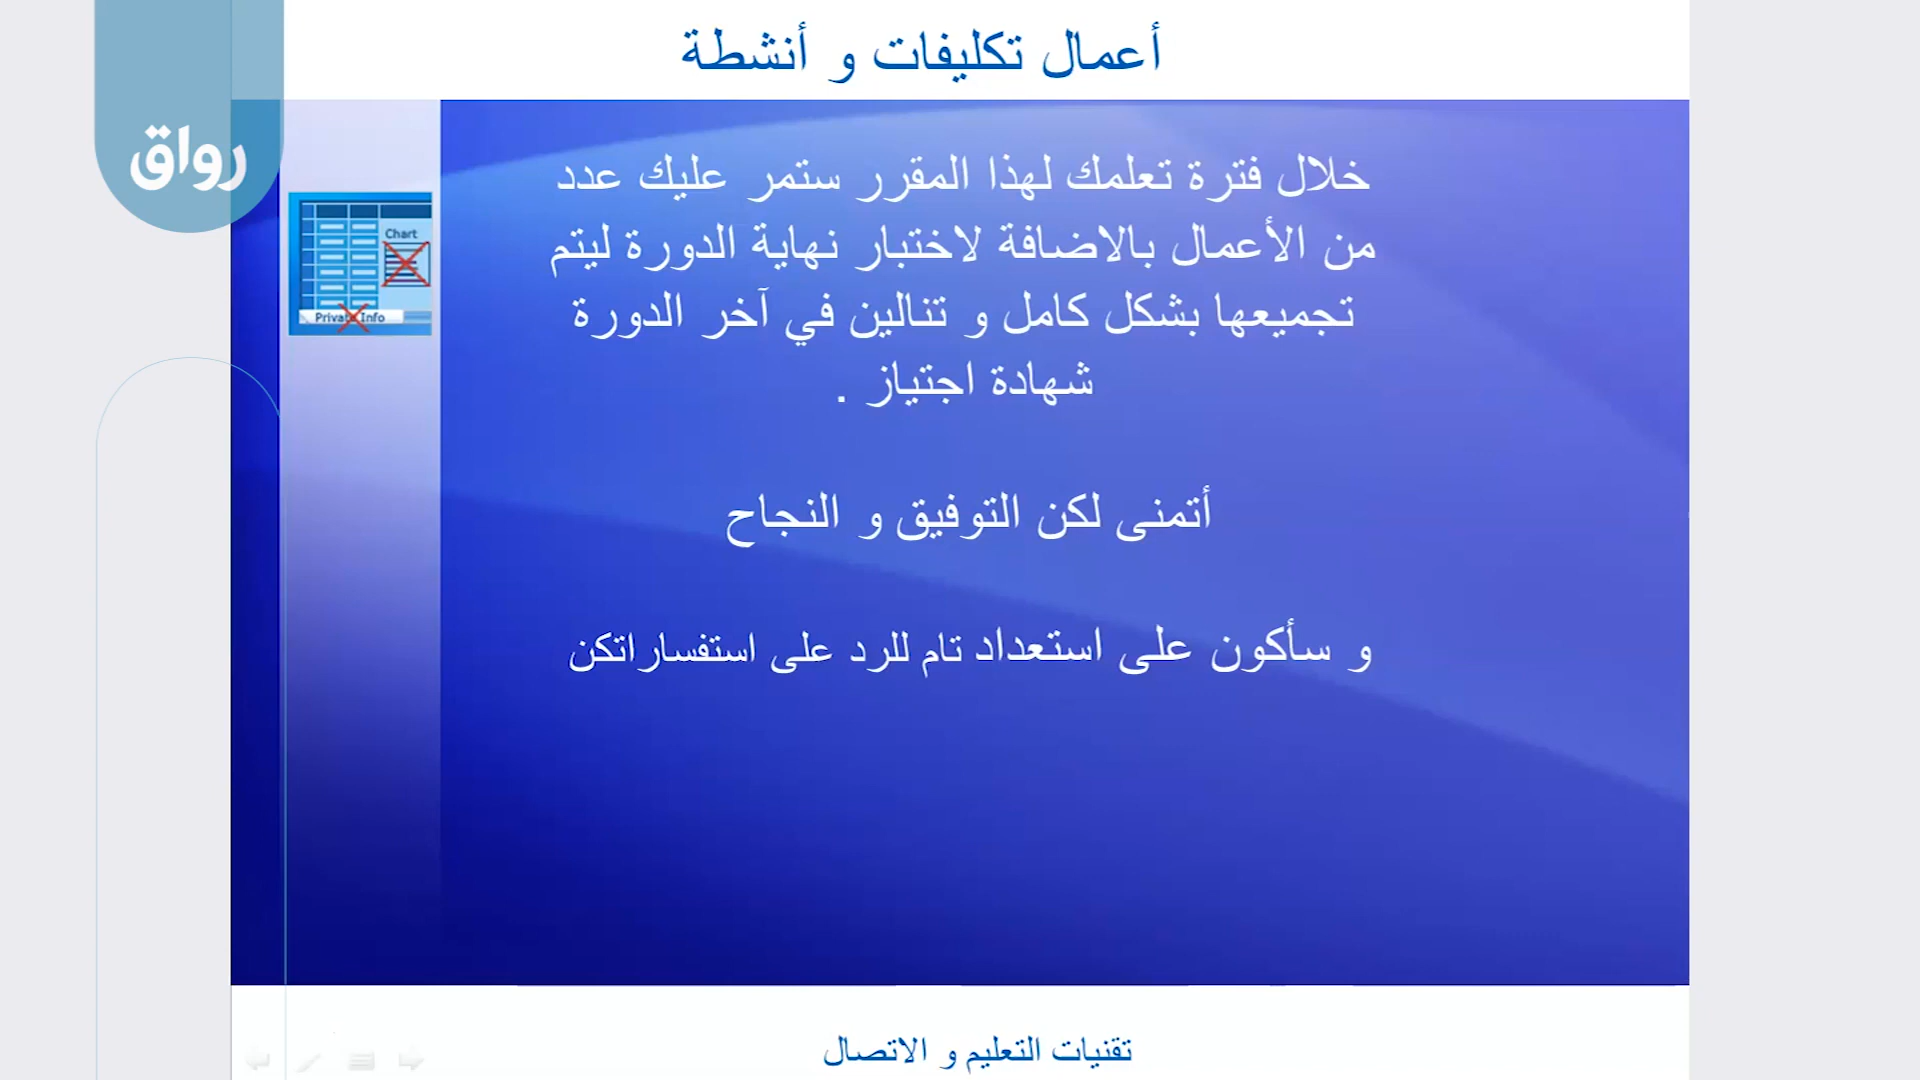 أعمال تكليفات و أنشطة
رواق
خلال فترة تعلمك لهذا المقرر ستمر عليك عدد
من الأعمال بالاضافة لاختبار نهاية الدورة ليتم
تجميعها بشكل كامل و تنالين في آخر الدورة
شهادة اجتياز .
Chart
Private Info
أتمنى لكن التوفيق و النجاح
و سأكون على استعداد تام للرد على استفساراتكن
تقنيات التعليم و الاتصال